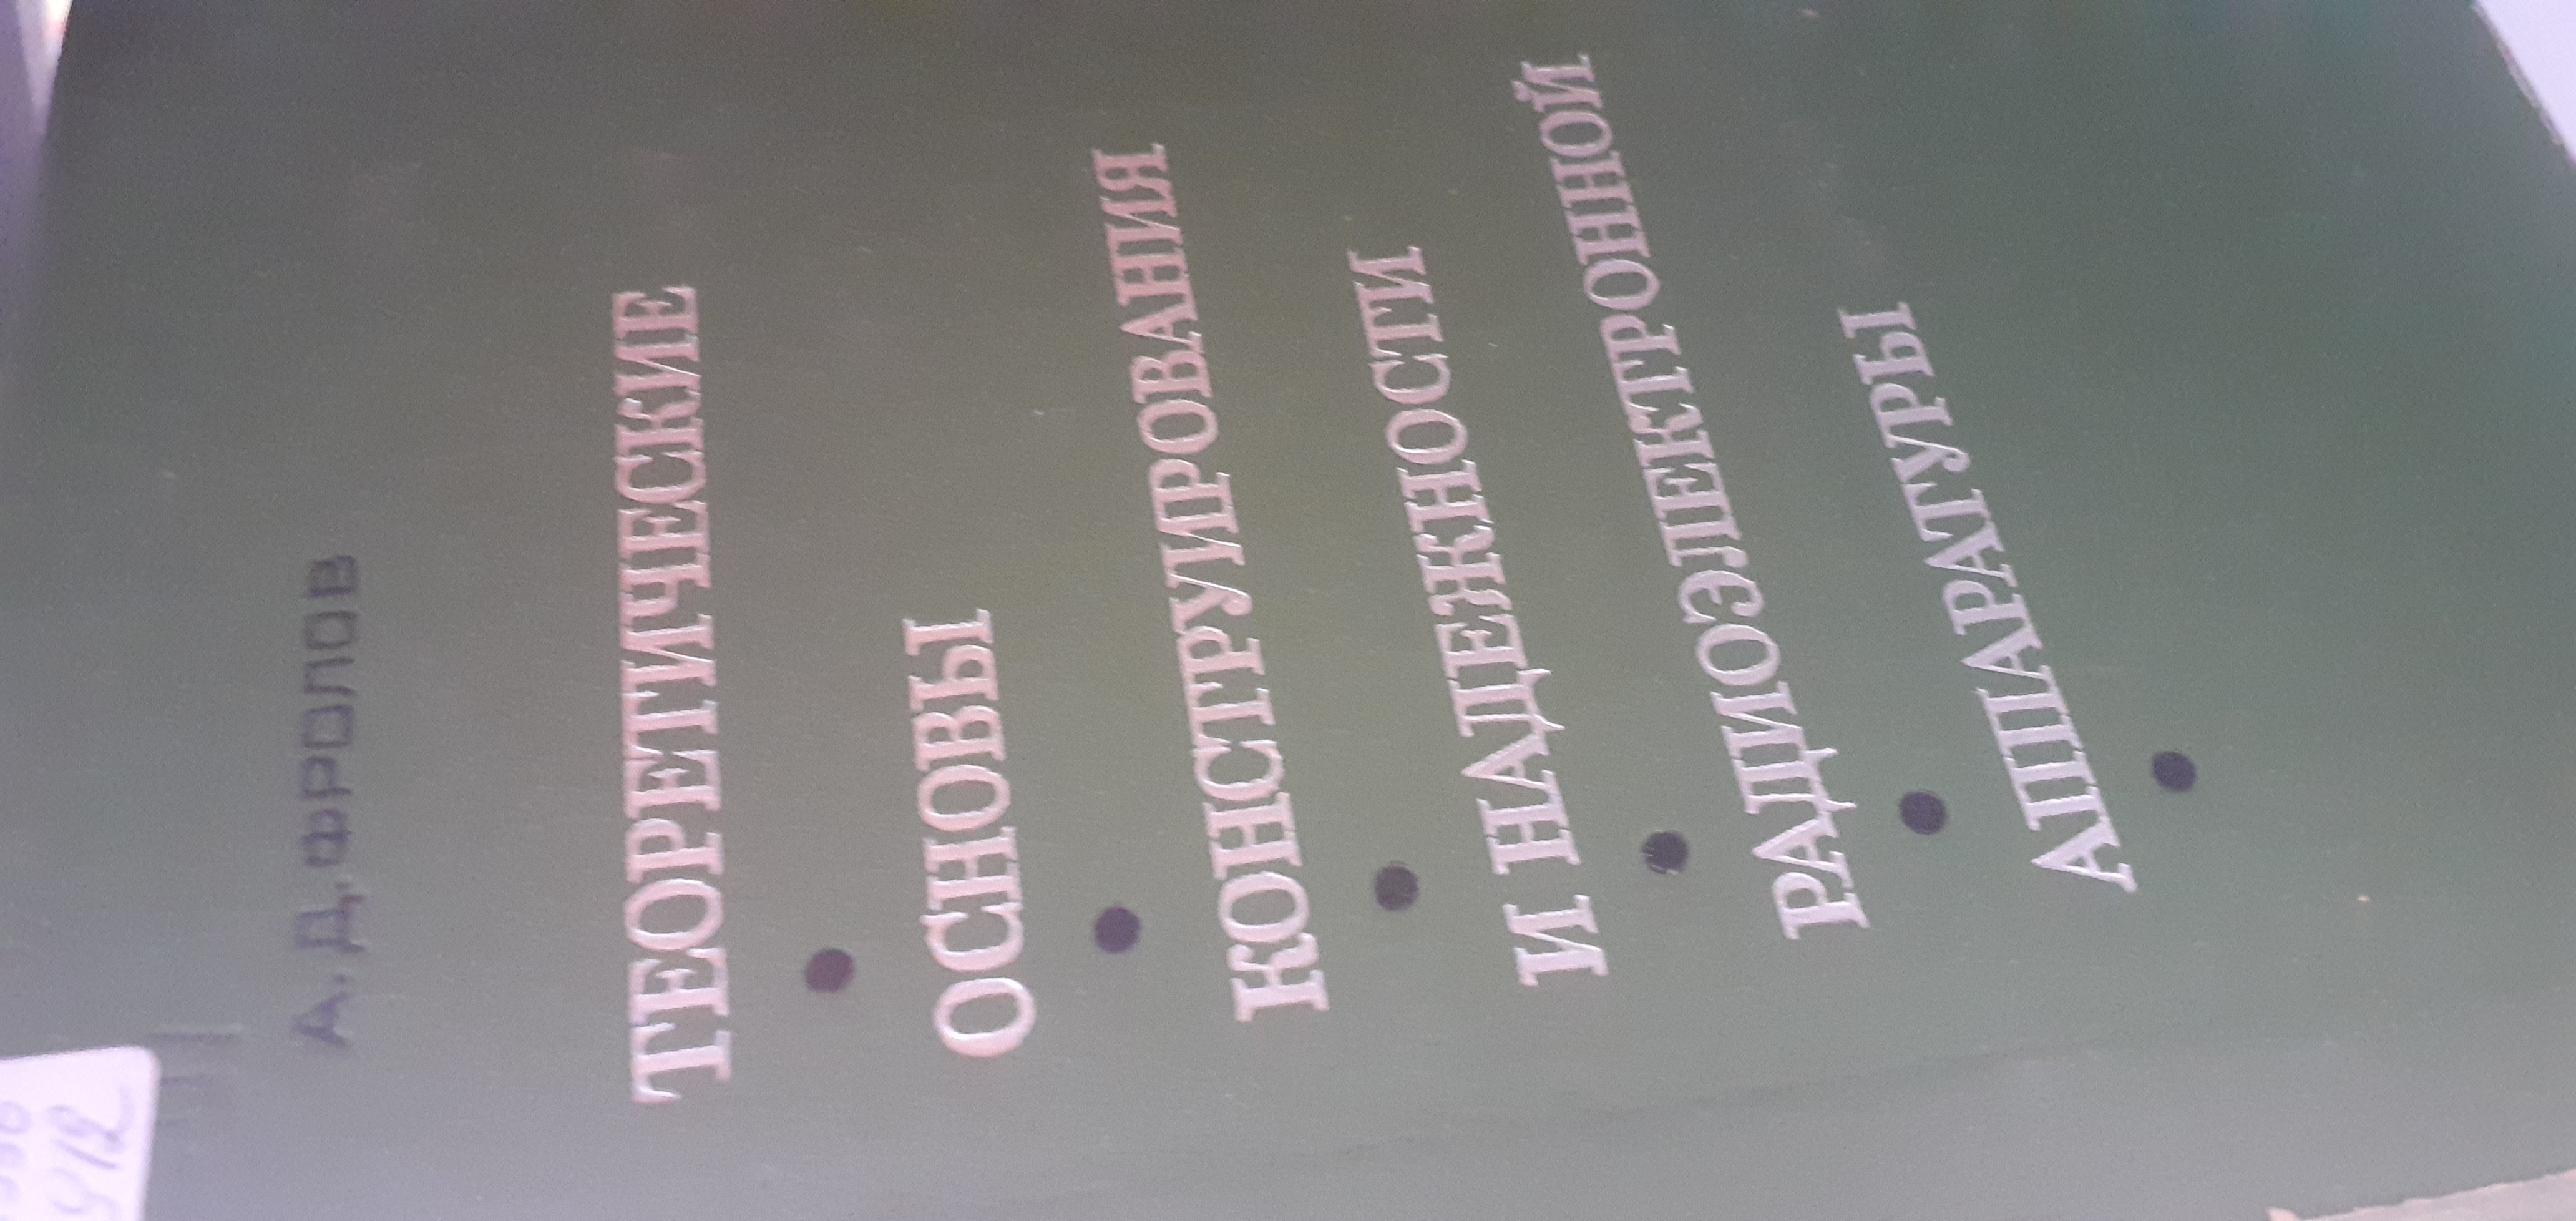 А.Д.ФРОЛОВ
ТЕОРЕТИЧЕСКИЕ
ОСНОВЫ
КОНСТРУИРОВАНИЯ
И НАДЕЖНОСТИ
РАДИОЭЛЕКТРОННОЙ
АППАРАТУРЫ